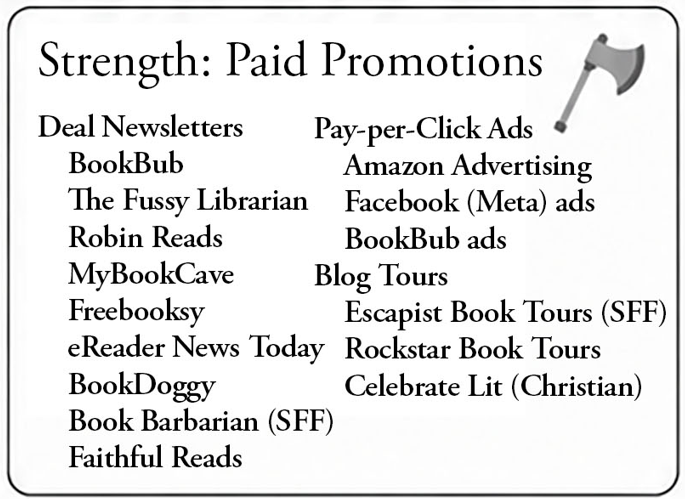 Strength: Paid Promotions
Deal Newsletters
BookBub
The Fussy Librarian
Robin Reads
MyBookCave
Freebooksy
eReader News Today
BookDoggy
Book Barbarian (SFF)
Faithful Reads
Pay-per-Click Ads
Amazon Advertising
Facebook (Meta) ads
BookBub ads
Blog Tours
Escapist Book Tours (SFF)
Rockstar Book Tours
Celebrate Lit (Christian)